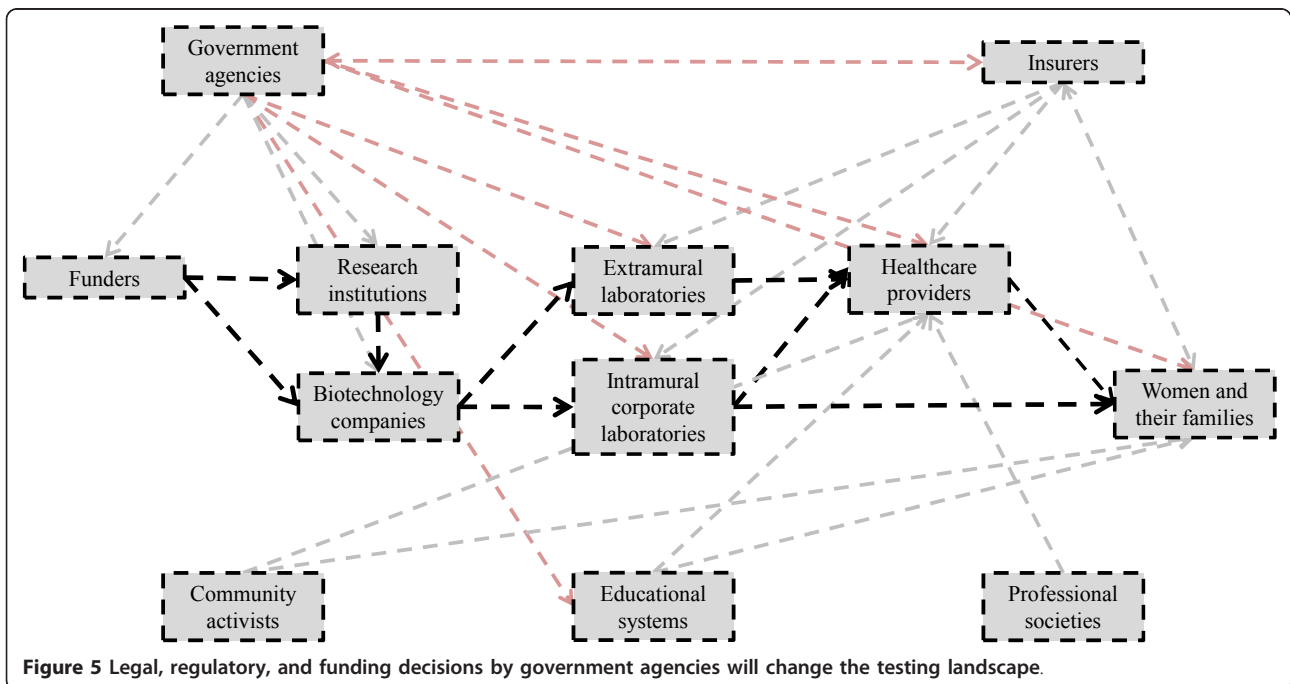 Government
agencies
Insurers
Funders
Research
institutions
Extramural
laboratories
Healthcare
providers
Biotechnology
companies
Intramural
corporate
laboratories
Women and
their families
Community
activists
Educational
systems
Professional
societies
Figure 5 Legal, regulatory, and funding decisions by government agencies will change the testing landscape.